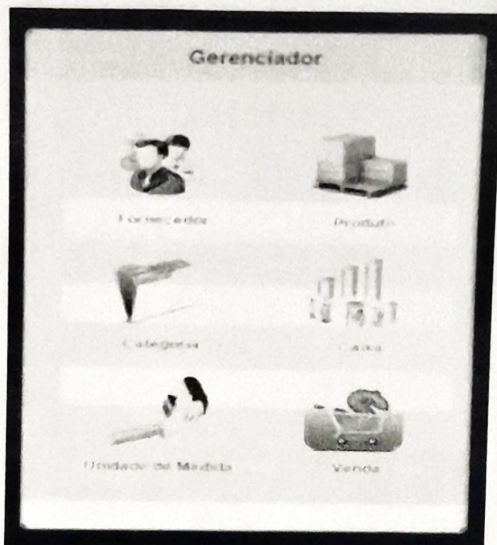 Gerenciador
Fornecedor
Produto
Categoria
Caixa
Unidade de Medida
Venda